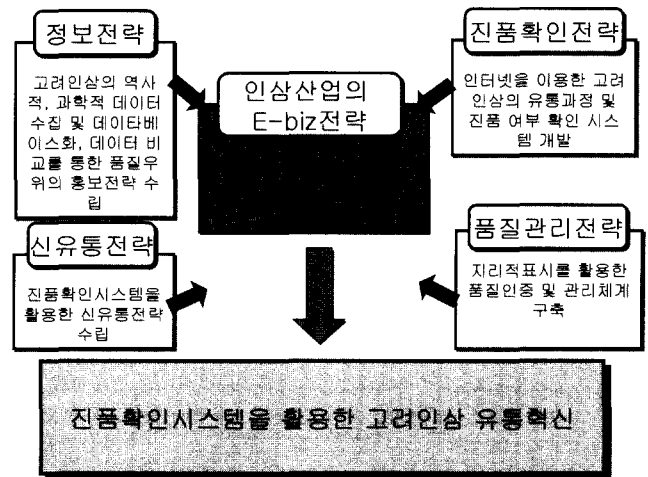 정보전략
고려인삼의 역사
적, 과학적 데이터
수집 및 데이타베
이스화, 데이터 비
교를 통한 품질우
위의 홍보전략 수
립
인삼산업의
E-biz전략
진품확인전략
인터넷을 이용한 고려
인삼의 유통과정 및
진품 여부 확인 시스
템 개발
신유통전략
진품확인시스템을
활용한 신유통전략
수립
품질관리전략
지리적표시를 활용한
품질인증 및 관리체계
구축
진품확인시스템을 활용한 고려인삼 유통혁신